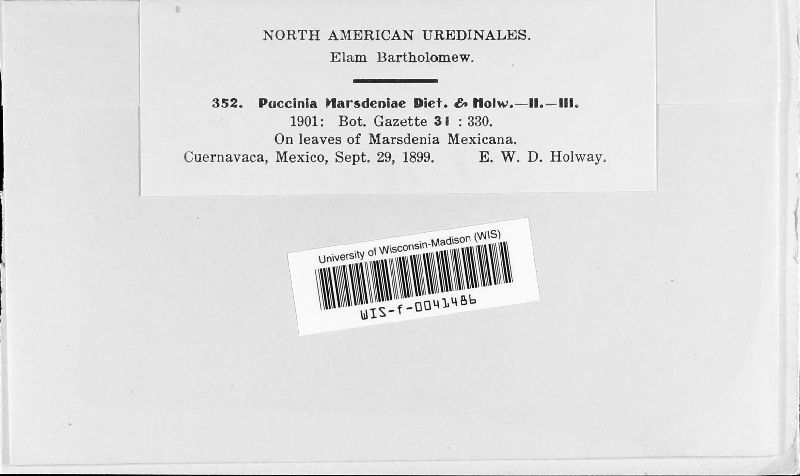 NORTH AMERICAN UREDINALES.
Elam Bartholomew.
352. Puccinia Marsdeniae Diet. & Holw.—II.—III.
1901: Bot. Gazette 31 : 330.
On leaves of Marsdenia Mexicana.
Cuernavaca, Mexico, Sept. 29, 1899. E. W. D. Holway.
University of Wisconsin-Madison (WIS)
WIS-f-0041486